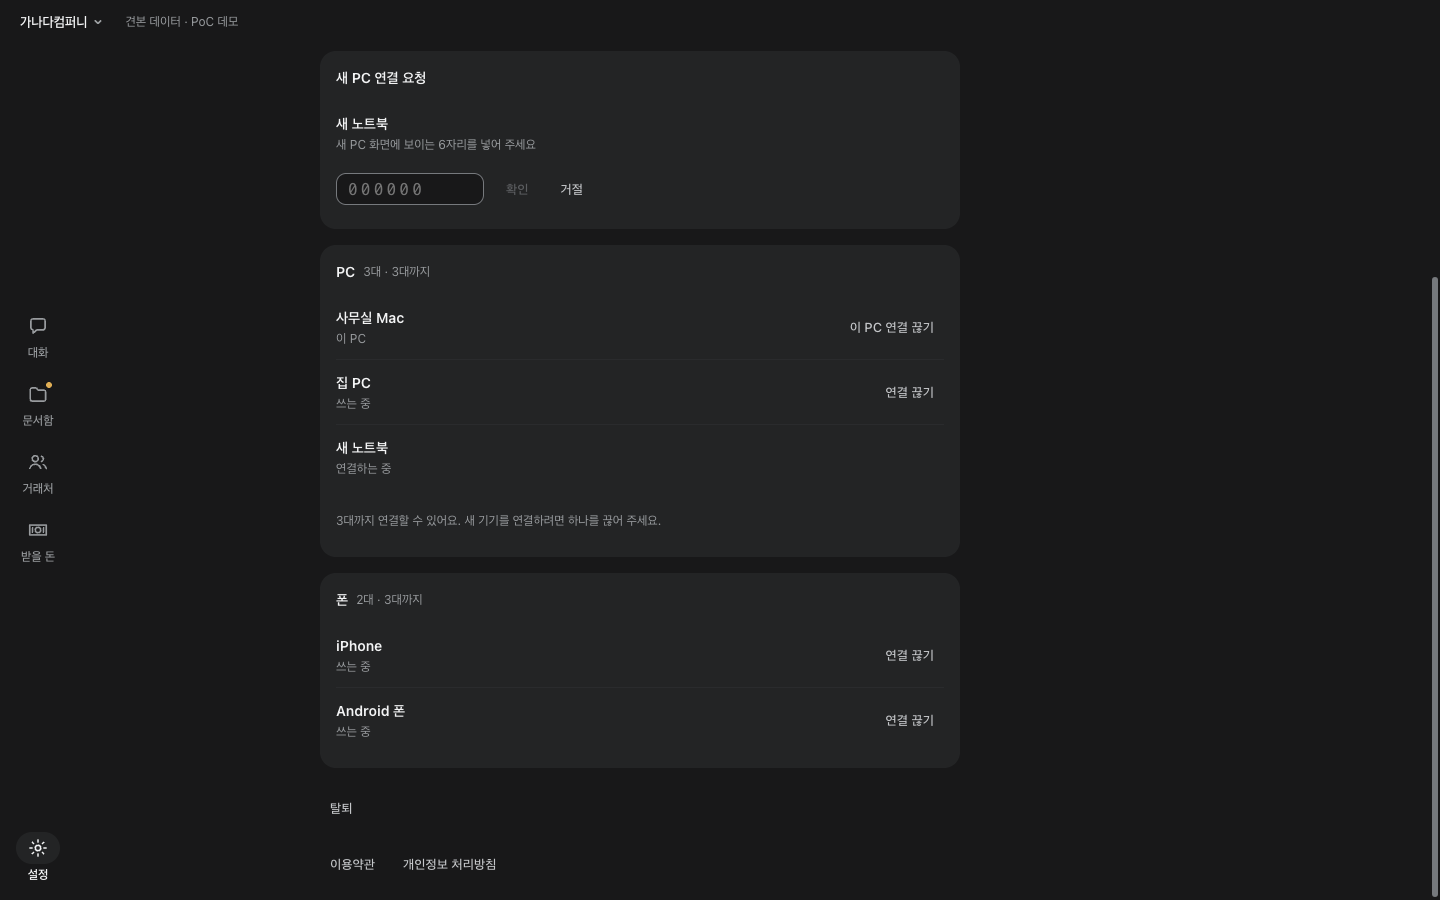 가나다컴퍼니
견본 데이터 · PoC 데모
새 PC 연결 요청
새 노트북
새 PC 화면에 보이는 6자리를 넣어 주세요
000000
확인
거절
PC 3대 · 3대까지
사무실 Mac
이 PC
이 PC 연결 끊기
집 PC
쓰는 중
연결 끊기
새 노트북
연결하는 중
3대까지 연결할 수 있어요. 새 기기를 연결하려면 하나를 끊어 주세요.
폰 2대 · 3대까지
iPhone
쓰는 중
연결 끊기
Android 폰
쓰는 중
연결 끊기
탈퇴
이용약관
개인정보 처리방침
대화
문서함
거래처
받을 돈
설정